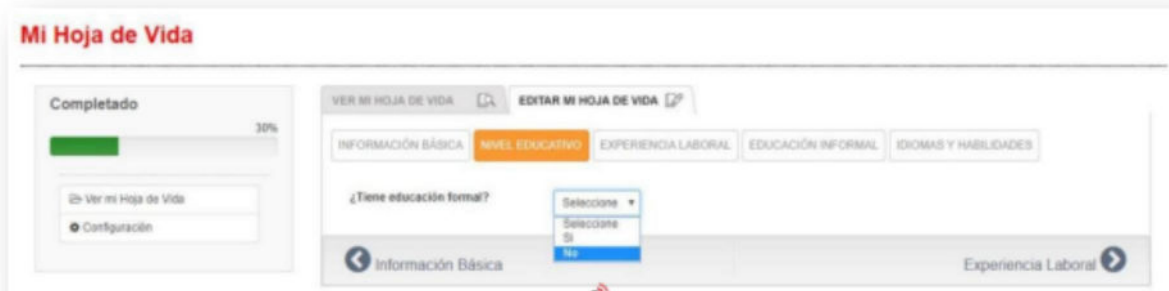 Mi Hoja de Vida
Completado
30%
Ver mi Hoja de Vida
Configuración
VER MI HOJA DE VIDA
EDITAR MI HOJA DE VIDA
INFORMACIÓN BÁSICA
NIVEL EDUCATIVO
EXPERIENCIA LABORAL
EDUCACIÓN INFORMAL
IDIOMAS Y HABILIDADES
¿Tiene educación formal?
Seleccione
Seleccione
Si
No
Información Básica
Experiencia Laboral